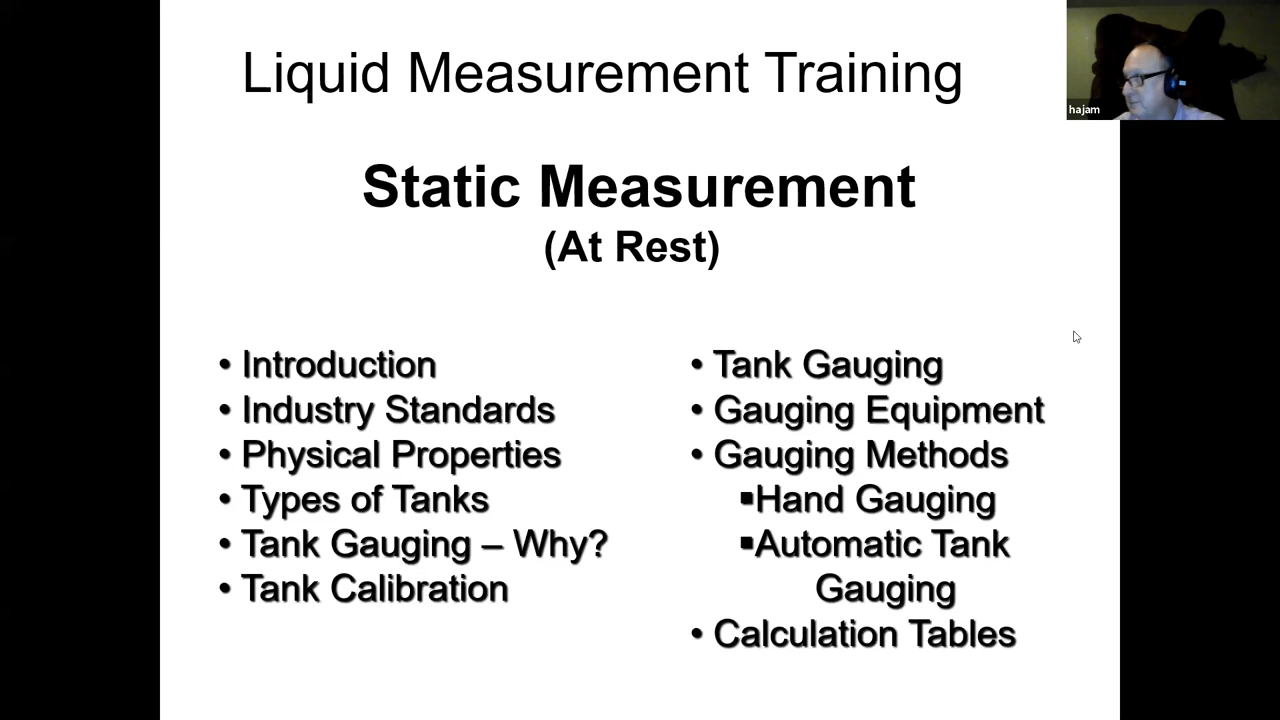 Liquid Measurement Training
hajam
Static Measurement
(At Rest)
• Introduction
• Industry Standards
• Physical Properties
• Types of Tanks
• Tank Gauging – Why?
• Tank Calibration
• Tank Gauging
• Gauging Equipment
• Gauging Methods
▪Hand Gauging
▪Automatic Tank
Gauging
• Calculation Tables